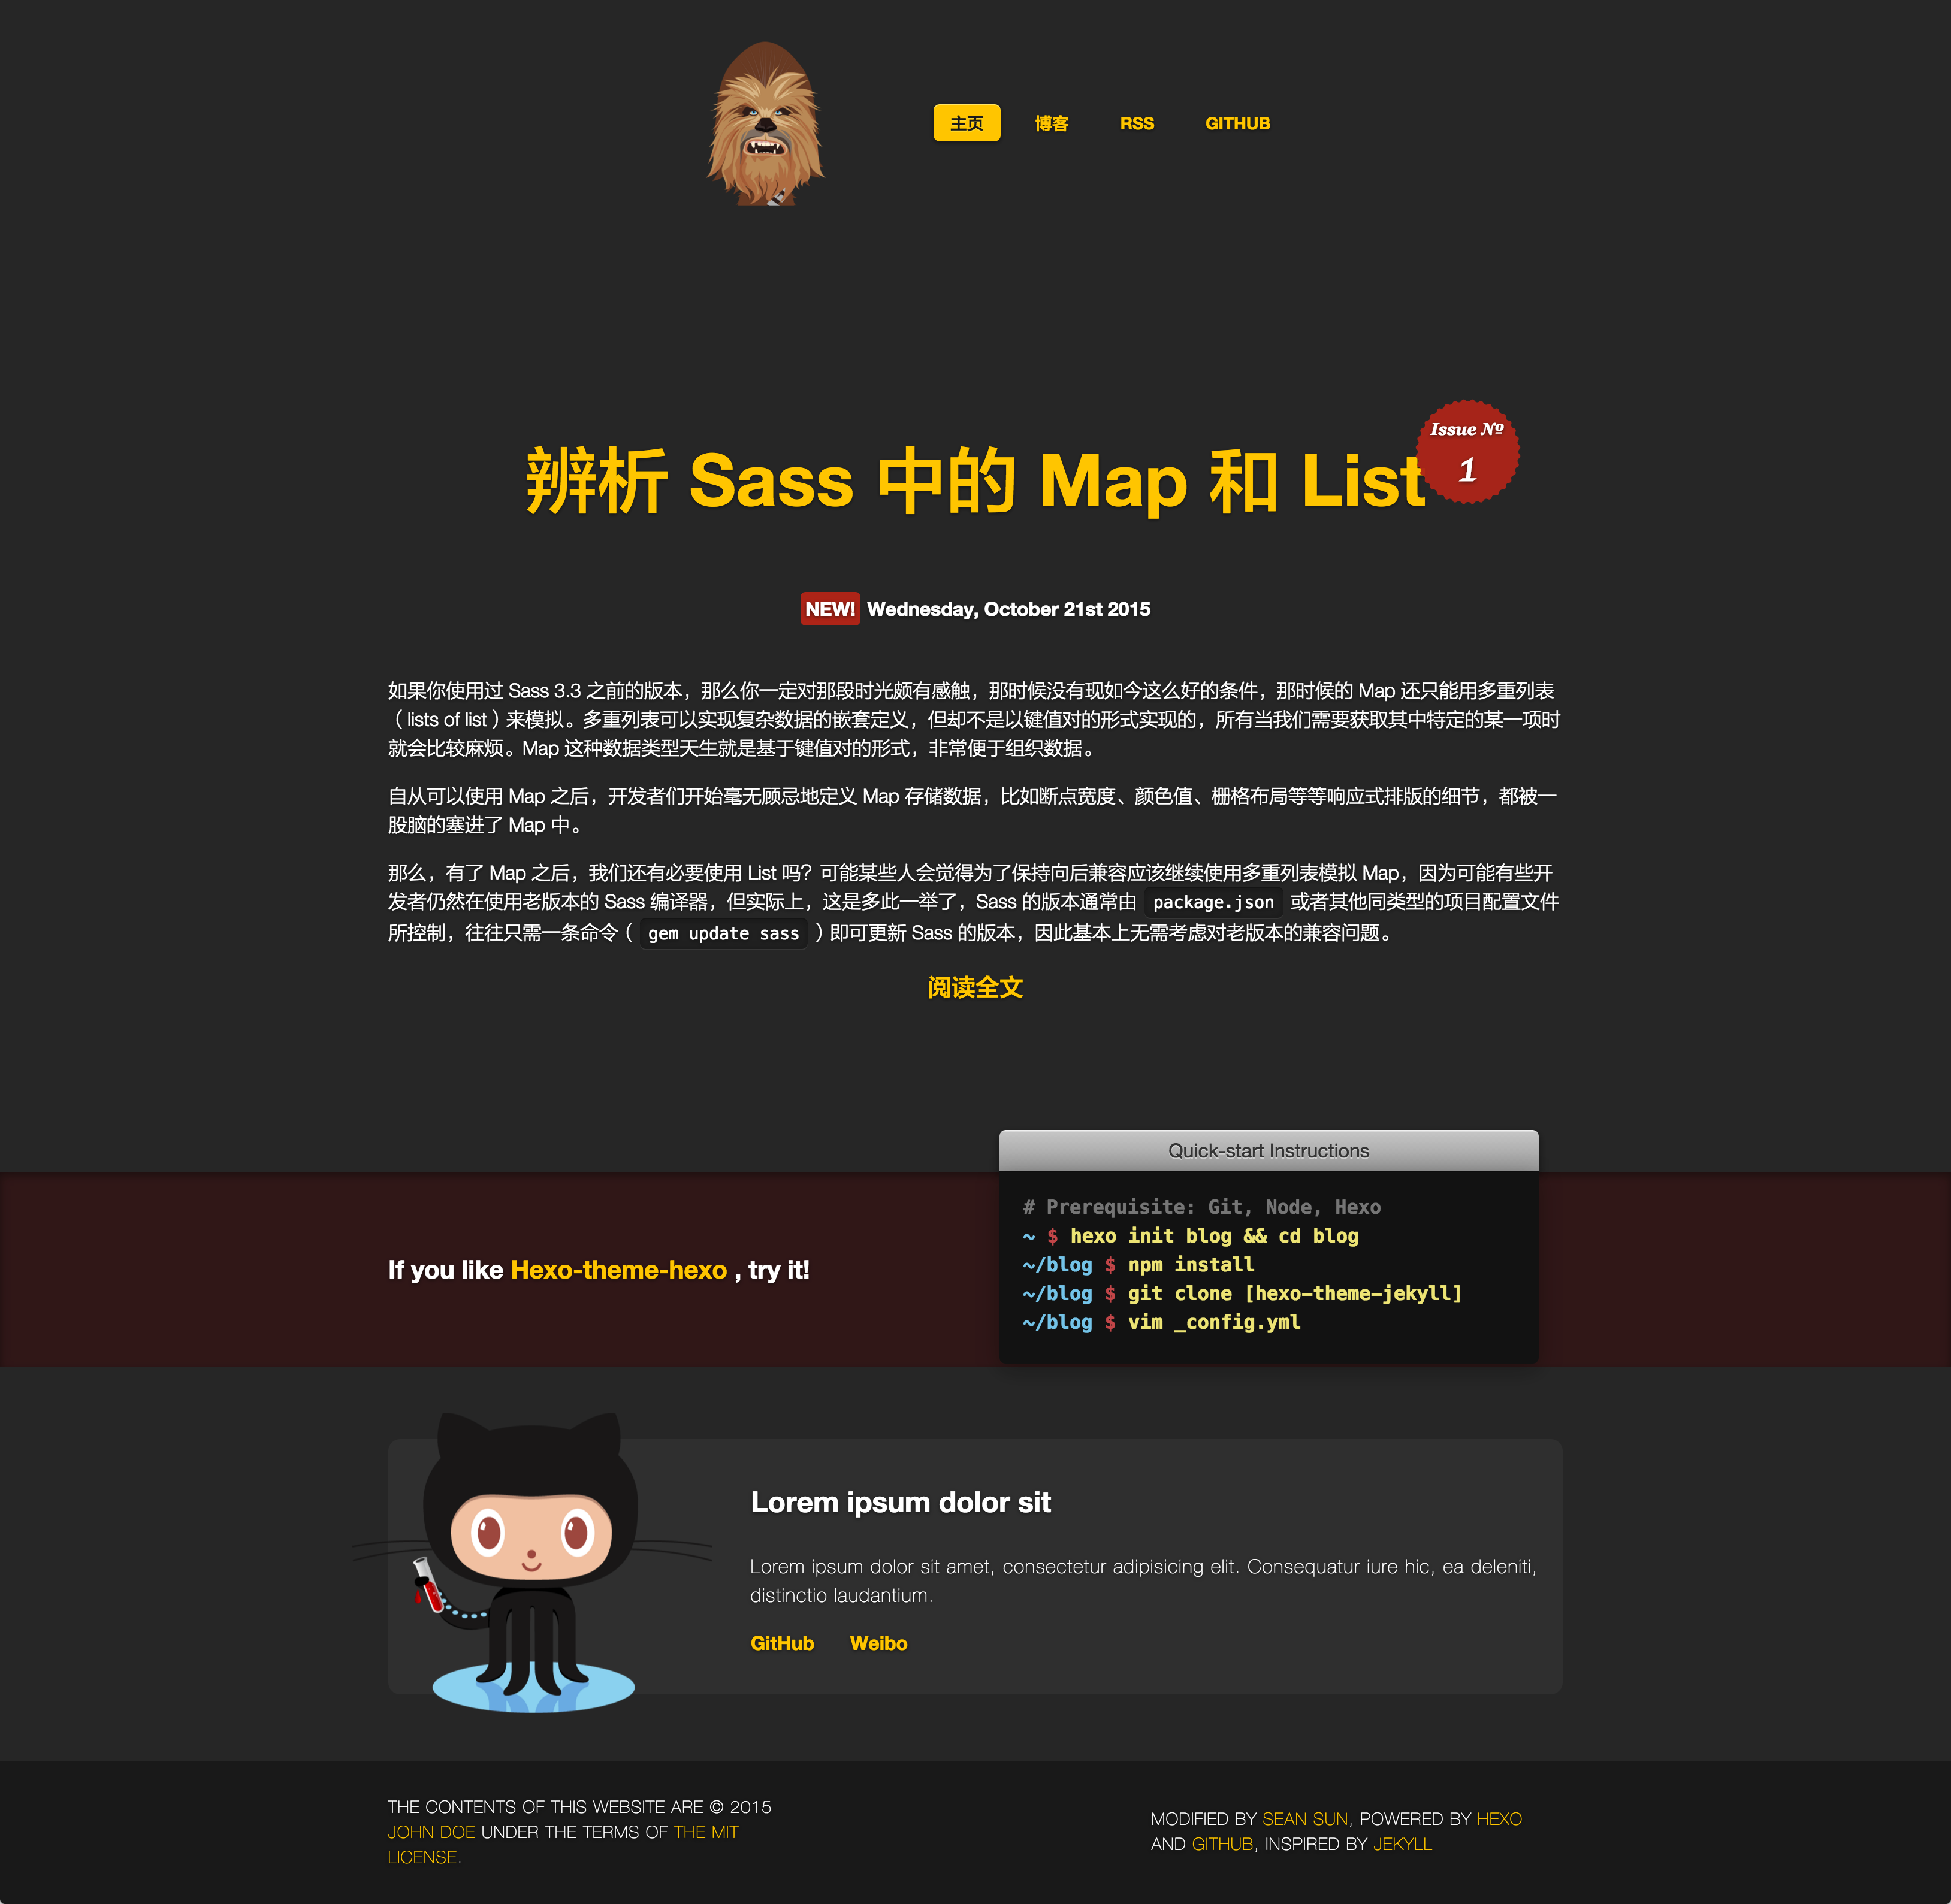 主页 博客 RSS GITHUB
Issue №
1
辨析 Sass 中的 Map 和 List
NEW! Wednesday, October 21st 2015
如果你使用过 Sass 3.3 之前的版本，那么你一定对那段时光颇有感触，那时候没有现如今这么好的条件，那时候的 Map 还只能用多重列表
（ lists of list ）来模拟。多重列表可以实现复杂数据的嵌套定义，但却不是以键值对的形式实现的，所有当我们需要获取其中特定的某一项时
就会比较麻烦。Map 这种数据类型天生就是基于键值对的形式，非常便于组织数据。
自从可以使用 Map 之后，开发者们开始毫无顾忌地定义 Map 存储数据，比如断点宽度、颜色值、栅格布局等等响应式排版的细节，都被一
股脑的塞进了 Map 中。
那么，有了 Map 之后，我们还有必要使用 List 吗？可能某些人会觉得为了保持向后兼容应该继续使用多重列表模拟 Map，因为可能有些开
发者仍然在使用老版本的 Sass 编译器，但实际上，这是多此一举了，Sass 的版本通常由 package.json 或者其他同类型的项目配置文件
所控制，往往只需一条命令（ gem update sass ）即可更新 Sass 的版本，因此基本上无需考虑对老版本的兼容问题。
阅读全文
Quick-start Instructions
# Prerequisite: Git, Node, Hexo
~ $ hexo init blog && cd blog
~/blog $ npm install
~/blog $ git clone [hexo-theme-jekyll]
~/blog $ vim _config.yml
If you like Hexo-theme-hexo , try it!
Lorem ipsum dolor sit
Lorem ipsum dolor sit amet, consectetur adipisicing elit. Consequatur iure hic, ea deleniti,
distinctio laudantium.
GitHub Weibo
THE CONTENTS OF THIS WEBSITE ARE © 2015
JOHN DOE UNDER THE TERMS OF THE MIT
LICENSE.
MODIFIED BY SEAN SUN, POWERED BY HEXO
AND GITHUB, INSPIRED BY JEKYLL